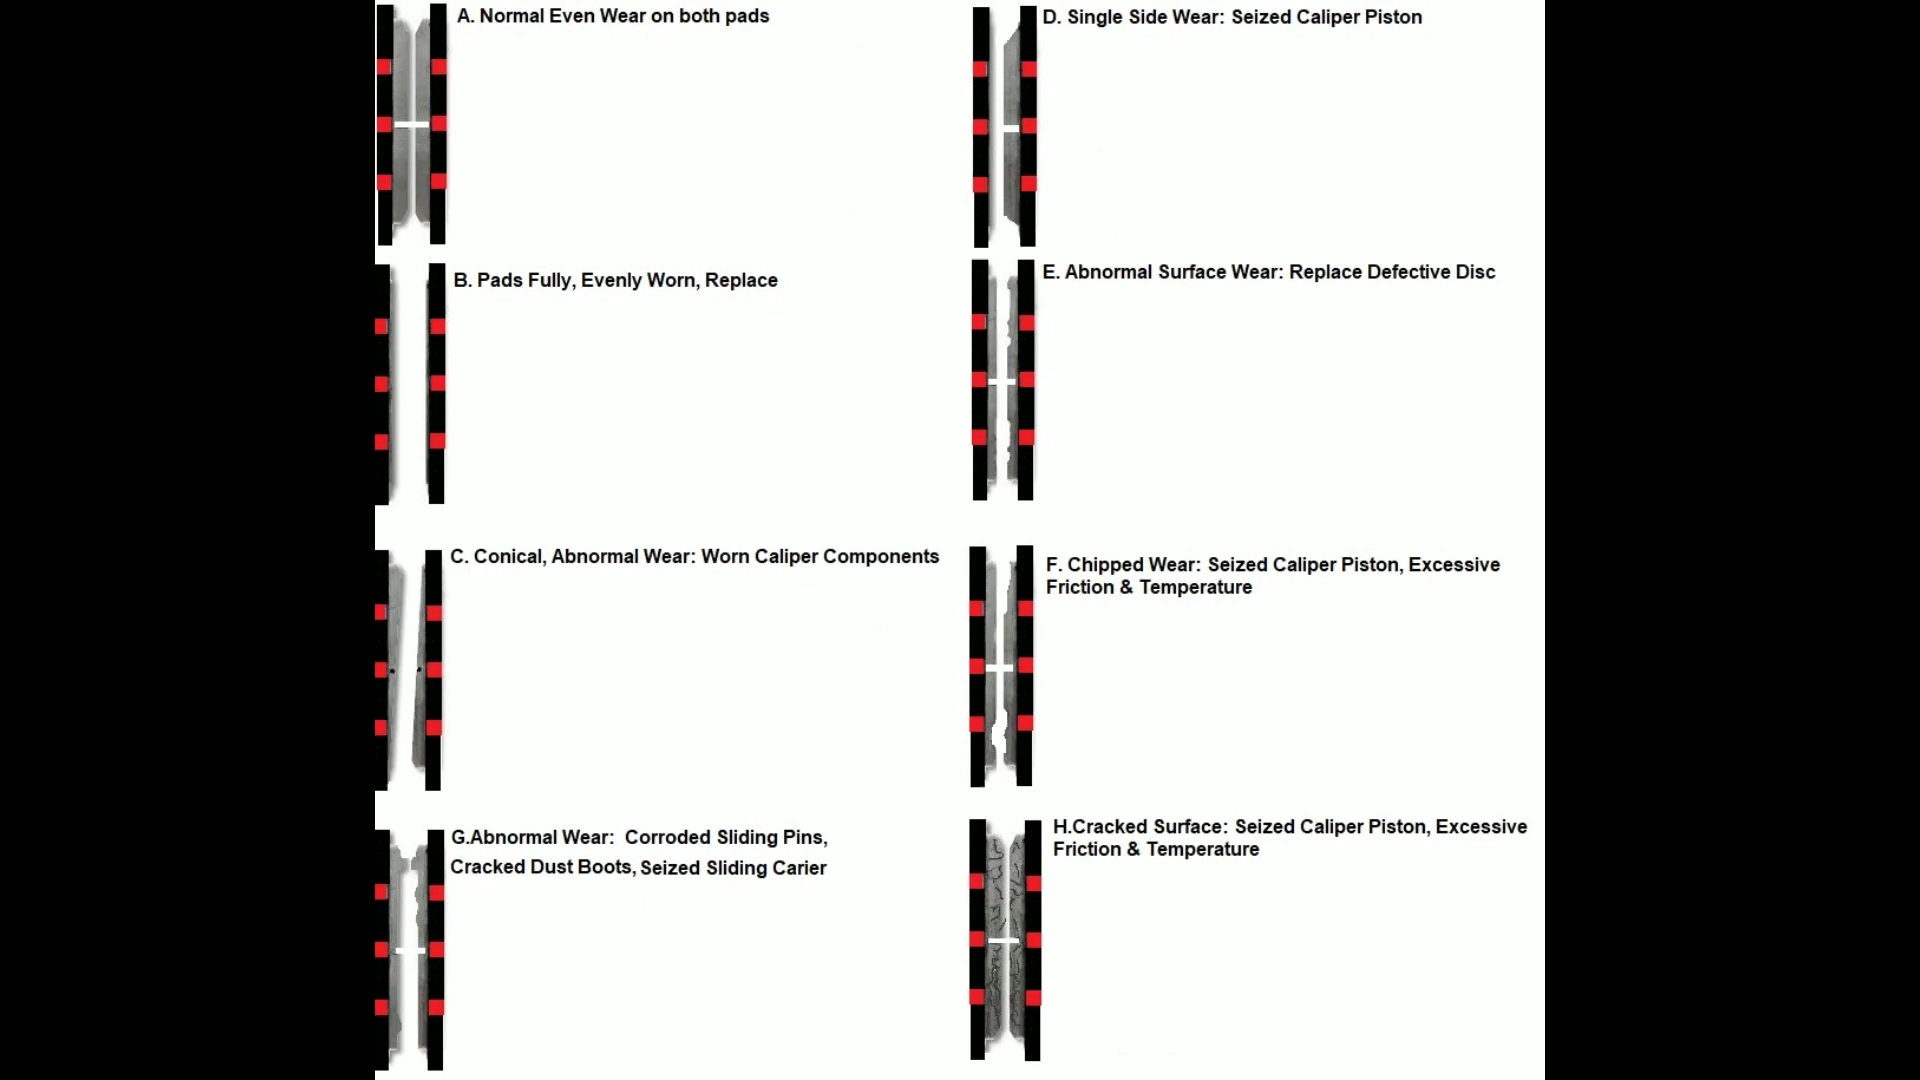 A. Normal Even Wear on both pads
B. Pads Fully, Evenly Worn, Replace
C. Conical, Abnormal Wear: Worn Caliper Components
G.Abnormal Wear: Corroded Sliding Pins,
Cracked Dust Boots, Seized Sliding Carier
D. Single Side Wear: Seized Caliper Piston
E. Abnormal Surface Wear: Replace Defective Disc
F. Chipped Wear: Seized Caliper Piston, Excessive
Friction & Temperature
H.Cracked Surface: Seized Caliper Piston, Excessive
Friction & Temperature